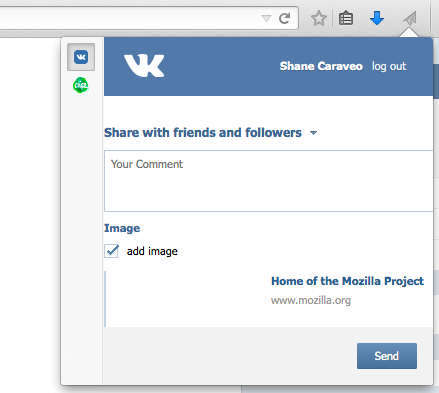 Shane Caraveo log out
Share with friends and followers
Your Comment
Image
add image
Home of the Mozilla Project
www.mozilla.org
Send